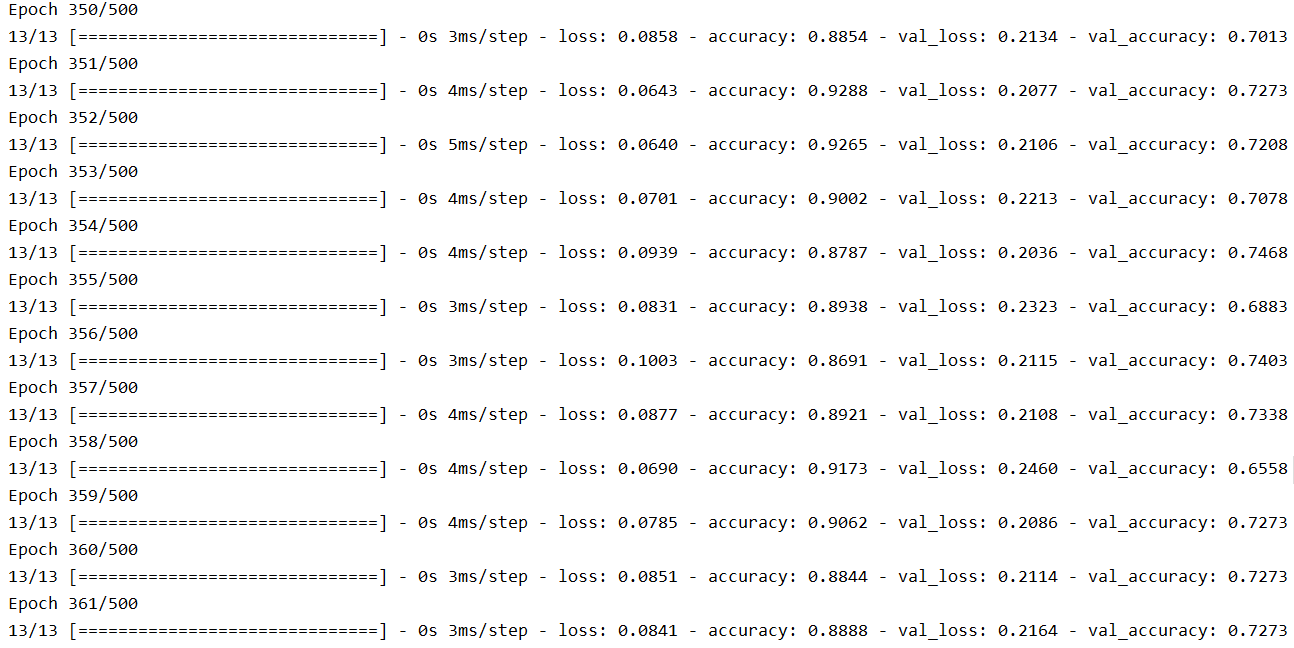 Epoch 350/500
13/13 [==============================] - 0s 3ms/step - loss: 0.0858 - accuracy: 0.8854 - val_loss: 0.2134 - val_accuracy: 0.7013
Epoch 351/500
13/13 [==============================] - 0s 4ms/step - loss: 0.0643 - accuracy: 0.9288 - val_loss: 0.2077 - val_accuracy: 0.7273
Epoch 352/500
13/13 [==============================] - 0s 5ms/step - loss: 0.0640 - accuracy: 0.9265 - val_loss: 0.2106 - val_accuracy: 0.7208
Epoch 353/500
13/13 [==============================] - 0s 4ms/step - loss: 0.0701 - accuracy: 0.9002 - val_loss: 0.2213 - val_accuracy: 0.7078
Epoch 354/500
13/13 [==============================] - 0s 4ms/step - loss: 0.0939 - accuracy: 0.8787 - val_loss: 0.2036 - val_accuracy: 0.7468
Epoch 355/500
13/13 [==============================] - 0s 3ms/step - loss: 0.0831 - accuracy: 0.8938 - val_loss: 0.2323 - val_accuracy: 0.6883
Epoch 356/500
13/13 [==============================] - 0s 3ms/step - loss: 0.1003 - accuracy: 0.8691 - val_loss: 0.2115 - val_accuracy: 0.7403
Epoch 357/500
13/13 [==============================] - 0s 4ms/step - loss: 0.0877 - accuracy: 0.8921 - val_loss: 0.2108 - val_accuracy: 0.7338
Epoch 358/500
13/13 [==============================] - 0s 4ms/step - loss: 0.0690 - accuracy: 0.9173 - val_loss: 0.2460 - val_accuracy: 0.6558
Epoch 359/500
13/13 [==============================] - 0s 4ms/step - loss: 0.0785 - accuracy: 0.9062 - val_loss: 0.2086 - val_accuracy: 0.7273
Epoch 360/500
13/13 [==============================] - 0s 3ms/step - loss: 0.0851 - accuracy: 0.8844 - val_loss: 0.2114 - val_accuracy: 0.7273
Epoch 361/500
13/13 [==============================] - 0s 3ms/step - loss: 0.0841 - accuracy: 0.8888 - val_loss: 0.2164 - val_accuracy: 0.7273